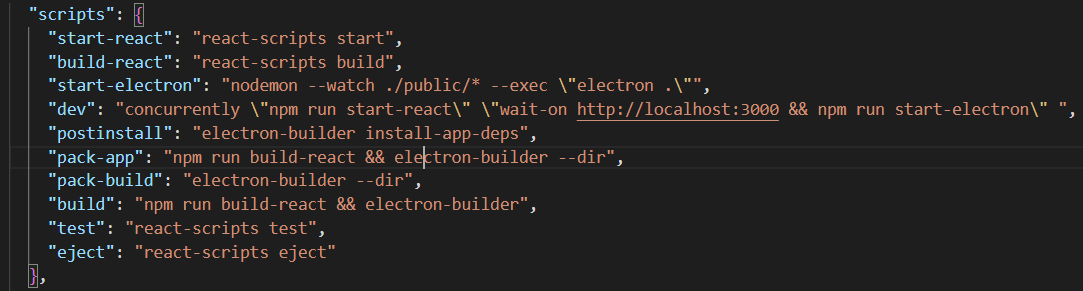 "scripts": {
"start-react": "react-scripts start",
"build-react": "react-scripts build",
"start-electron": "nodemon --watch ./public/* --exec \"electron .\"",
"dev": "concurrently \"npm run start-react\" \"wait-on http://localhost:3000 && npm run start-electron\" ",
"postinstall": "electron-builder install-app-deps",
"pack-app": "npm run build-react && electron-builder --dir",
"pack-build": "electron-builder --dir",
"build": "npm run build-react && electron-builder",
"test": "react-scripts test",
"eject": "react-scripts eject"
},